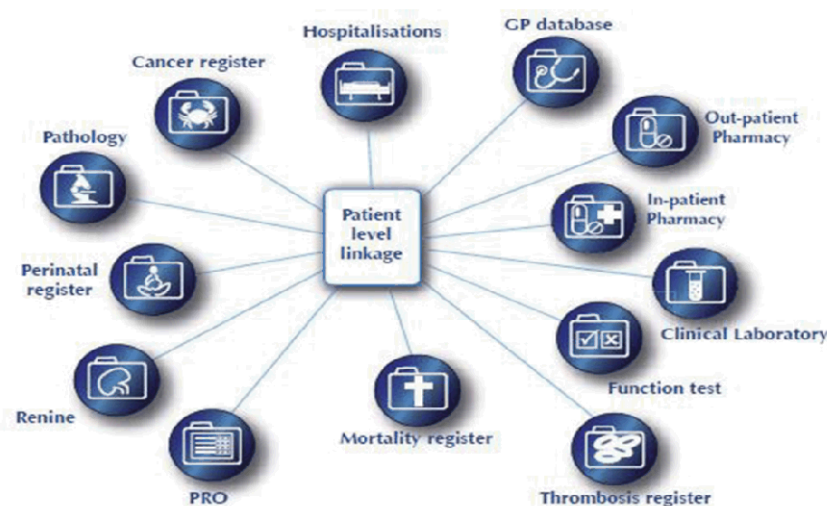 Hospitalisations
GP database
Cancer register
Out-patient
Pharmacy
Pathology
In-patient
Pharmacy
Patient
level
linkage
Perinatal
register
Clinical Laboratory
Function test
Renine
Mortality register
PRO
Thrombosis register